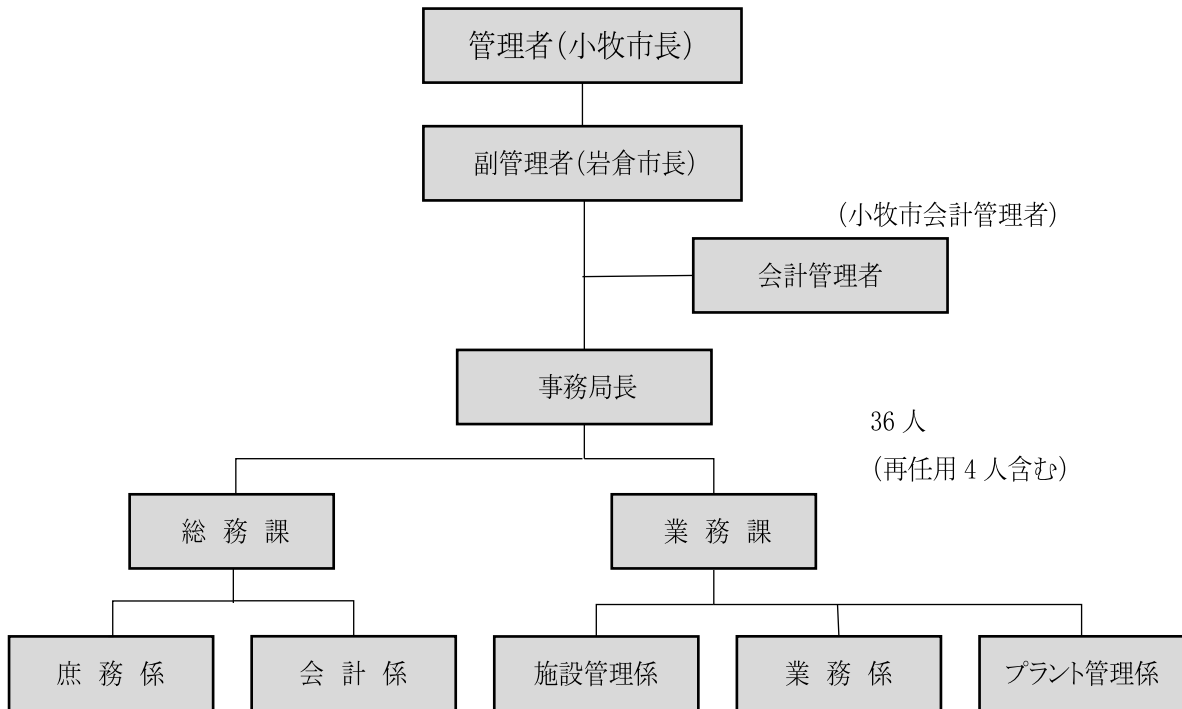 管理者(小牧市長)
副管理者(岩倉市長)
(小牧市会計管理者)
会計管理者
事務局長
36 人
(再任用 4 人含む)
総 務 課
業 務 課
庶 務 係
会 計 係
施設管理係
業 務 係
プラント管理係